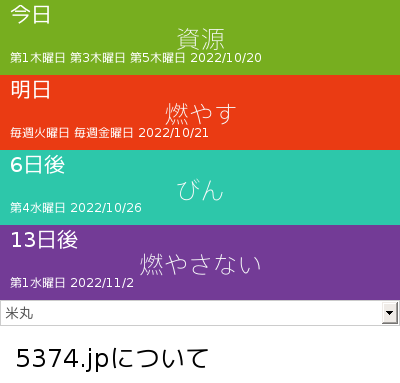 今日
資源
第1木曜日 第3木曜日 第5木曜日 2022/10/20
明日
燃やす
毎週火曜日 毎週金曜日 2022/10/21
6日後
びん
第4水曜日 2022/10/26
13日後
燃やさない
第1水曜日 2022/11/2
米丸
5374.jpについて